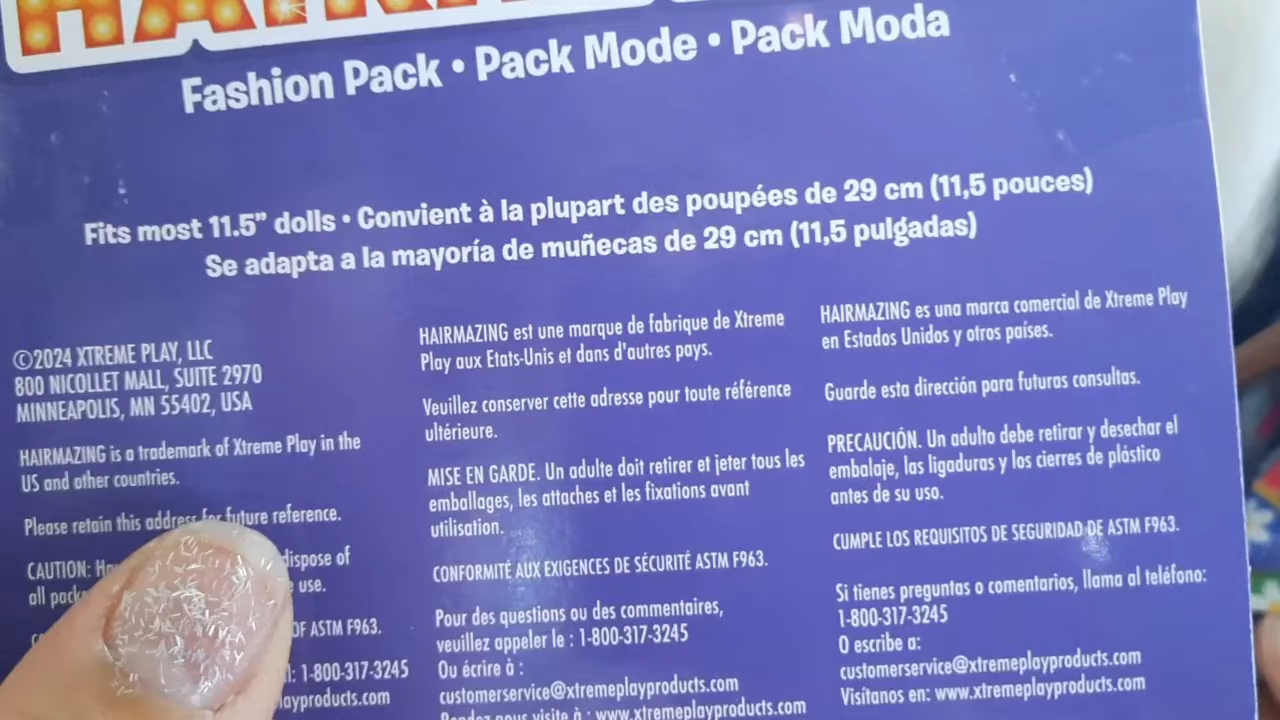 Fashion Pack • Pack Mode • Pack Moda
Fits most 11.5” dolls • Convient à la plupart des poupées de 29 cm (11,5 pouces)
Se adapta a la mayoría de muñecas de 29 cm (11,5 pulgadas)
©2024 XTREME PLAY, LLC
800 NICOLLET MALL, SUITE 2970
MINNEAPOLIS, MN 55402, USA
HAIRMAZING is a trademark of Xtreme Play in the
US and other countries.
Please retain this address for future reference.
CAUTION:
dispose of
all
use.
OF ASTM F963.
1-800-317-3245
HAIRMAZING est une marque de fabrique de Xtreme
Play aux Etats-Unis et dans d'autres pays.
Veuillez conserver cette adresse pour toute référence
ultérieure.
MISE EN GARDE. Un adulte doit retirer et jeter tous les
emballages, les attaches et les fixations avant
utilisation.
CONFORMITÉ AUX EXIGENCES DE SÉCURITÉ ASTM F963.
Pour des questions ou des commentaires,
veuillez appeler le : 1-800-317-3245
Ou écrire à :
customerservice@xtremeplayproducts.com
Rendez-nous visite à : www.xtremeplayproducts.com
HAIRMAZING es una marca comercial de Xtreme Play
en Estados Unidos y otros países.
Guarde esta dirección para futuras consultas.
PRECAUCIÓN. Un adulto debe retirar y desechar el
embalaje, las ligaduras y los cierres de plástico
antes de su uso.
CUMPLE LOS REQUISITOS DE SEGURIDAD DE ASTM F963.
Si tienes preguntas o comentarios, llama al teléfono:
1-800-317-3245
O escribe a:
customerservice@xtremeplayproducts.com
Visítanos en: www.xtremeplayproducts.com